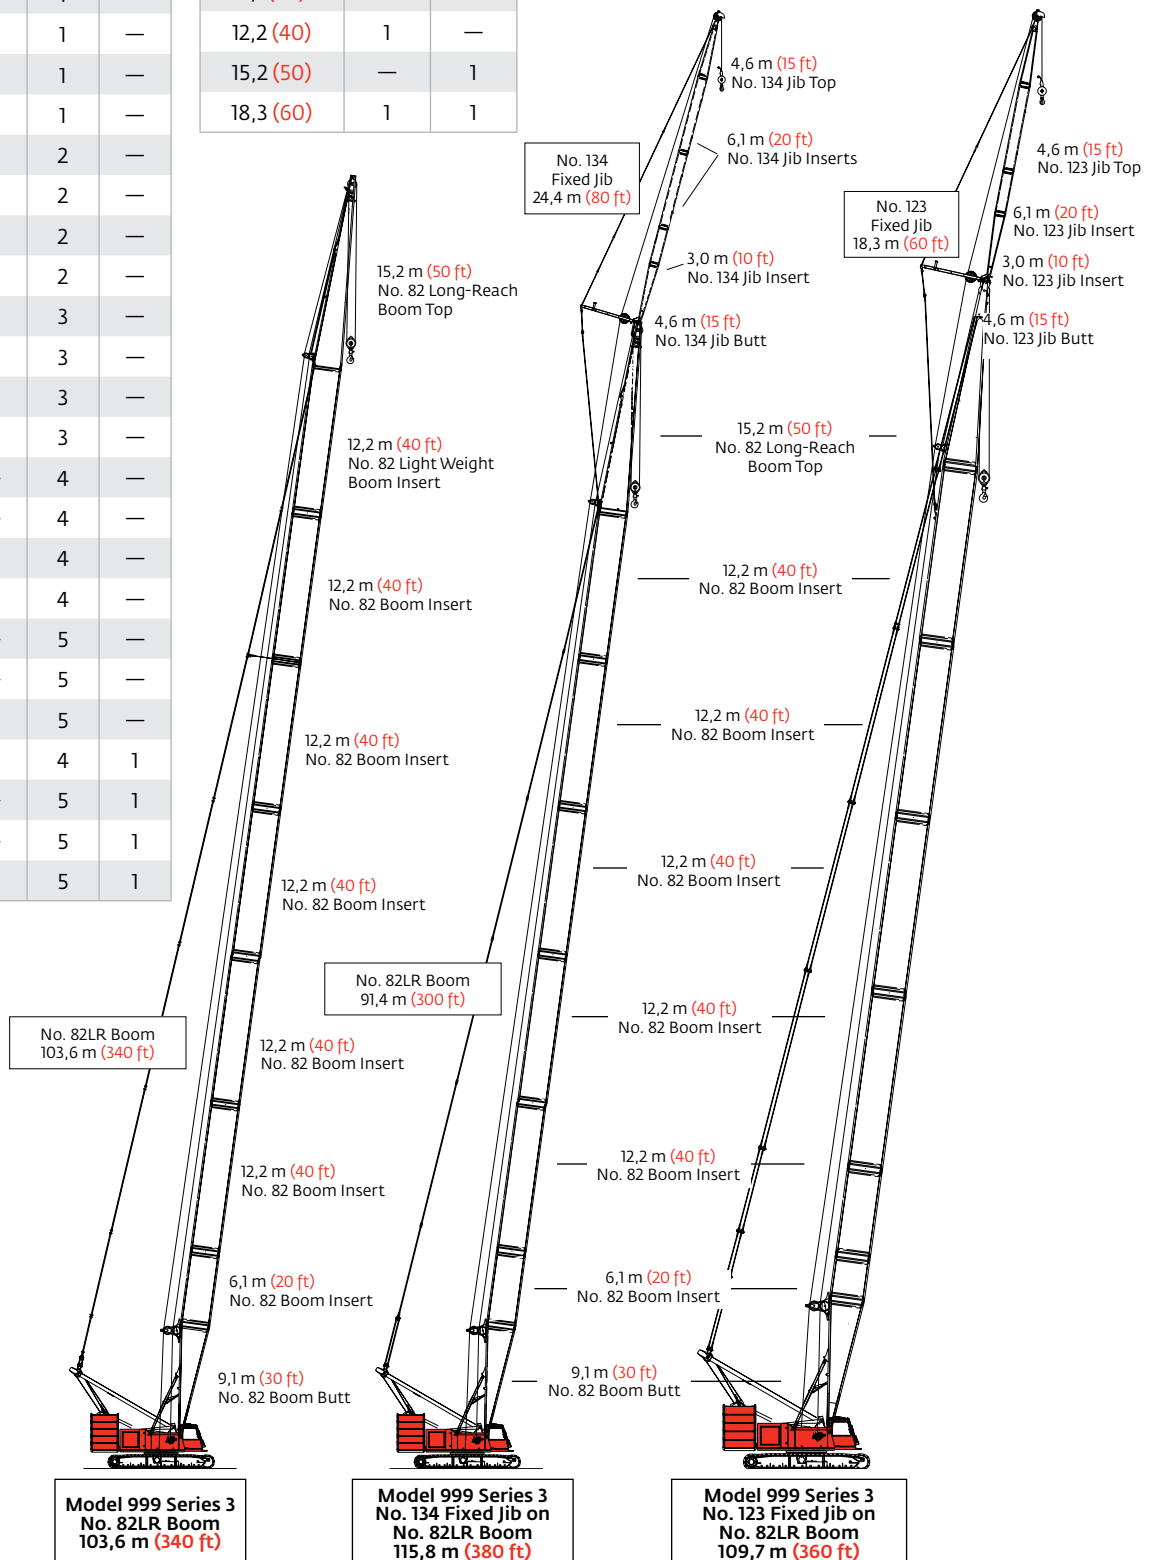 1 —
1 —
1 —
2 —
2 —
2 —
2 —
3 —
3 —
3 —
3 —
4 —
4 —
4 —
4 —
5 —
5 —
5 —
4 1
5 1
5 1
5 1
12,2 (40) 1 —
15,2 (50) — 1
18,3 (60) 1 1
15,2 m (50 ft)
No. 82 Long-Reach
Boom Top
12,2 m (40 ft)
No. 82 Light Weight
Boom Insert
12,2 m (40 ft)
No. 82 Boom Insert
12,2 m (40 ft)
No. 82 Boom Insert
12,2 m (40 ft)
No. 82 Boom Insert
12,2 m (40 ft)
No. 82 Boom Insert
12,2 m (40 ft)
No. 82 Boom Insert
6,1 m (20 ft)
No. 82 Boom Insert
9,1 m (30 ft)
No. 82 Boom Butt
No. 82LR Boom
103,6 m (340 ft)
Model 999 Series 3
No. 82LR Boom
103,6 m (340 ft)
4,6 m (15 ft)
No. 134 Jib Top
6,1 m (20 ft)
No. 134 Jib Inserts
No. 134
Fixed Jib
24,4 m (80 ft)
3,0 m (10 ft)
No. 134 Jib Insert
4,6 m (15 ft)
No. 134 Jib Butt
15,2 m (50 ft)
No. 82 Long-Reach
Boom Top
12,2 m (40 ft)
No. 82 Boom Insert
12,2 m (40 ft)
No. 82 Boom Insert
12,2 m (40 ft)
No. 82 Boom Insert
12,2 m (40 ft)
No. 82 Boom Insert
12,2 m (40 ft)
No. 82 Boom Insert
6,1 m (20 ft)
No. 82 Boom Insert
9,1 m (30 ft)
No. 82 Boom Butt
No. 82LR Boom
91,4 m (300 ft)
Model 999 Series 3
No. 134 Fixed Jib on
No. 82LR Boom
115,8 m (380 ft)
4,6 m (15 ft)
No. 123 Jib Top
No. 123
Fixed Jib
18,3 m (60 ft)
6,1 m (20 ft)
No. 123 Jib Insert
3,0 m (10 ft)
No. 123 Jib Insert
4,6 m (15 ft)
No. 123 Jib Butt
Model 999 Series 3
No. 123 Fixed Jib on
No. 82LR Boom
109,7 m (360 ft)